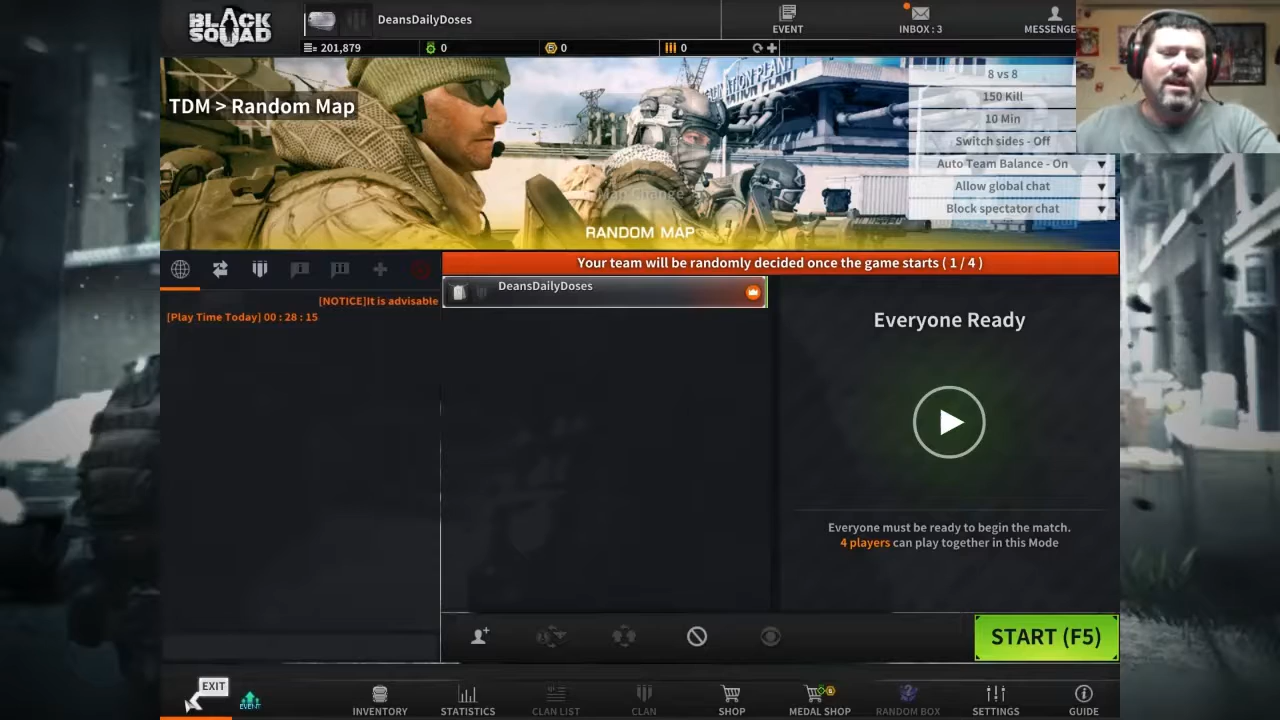 BLACK
SQUAD
DeansDailyDoses
201,879
0
0
0
EVENT
INBOX : 3
MESSENGE
TDM > Random Map
8 vs 8
150 Kill
10 Min
Switch sides - Off
Auto Team Balance - On
Allow global chat
Block spectator chat
RANDOM MAP
Your team will be randomly decided once the game starts ( 1 / 4 )
[NOTICE]It is advisable
[Play Time Today] 00 : 28 : 15
DeansDailyDoses
Everyone Ready
Everyone must be ready to begin the match.
4 players can play together in this Mode
START (F5)
EXIT
EVENT
INVENTORY
STATISTICS
CLAN LIST
CLAN
SHOP
MEDAL SHOP
RANDOM BOX
SETTINGS
GUIDE